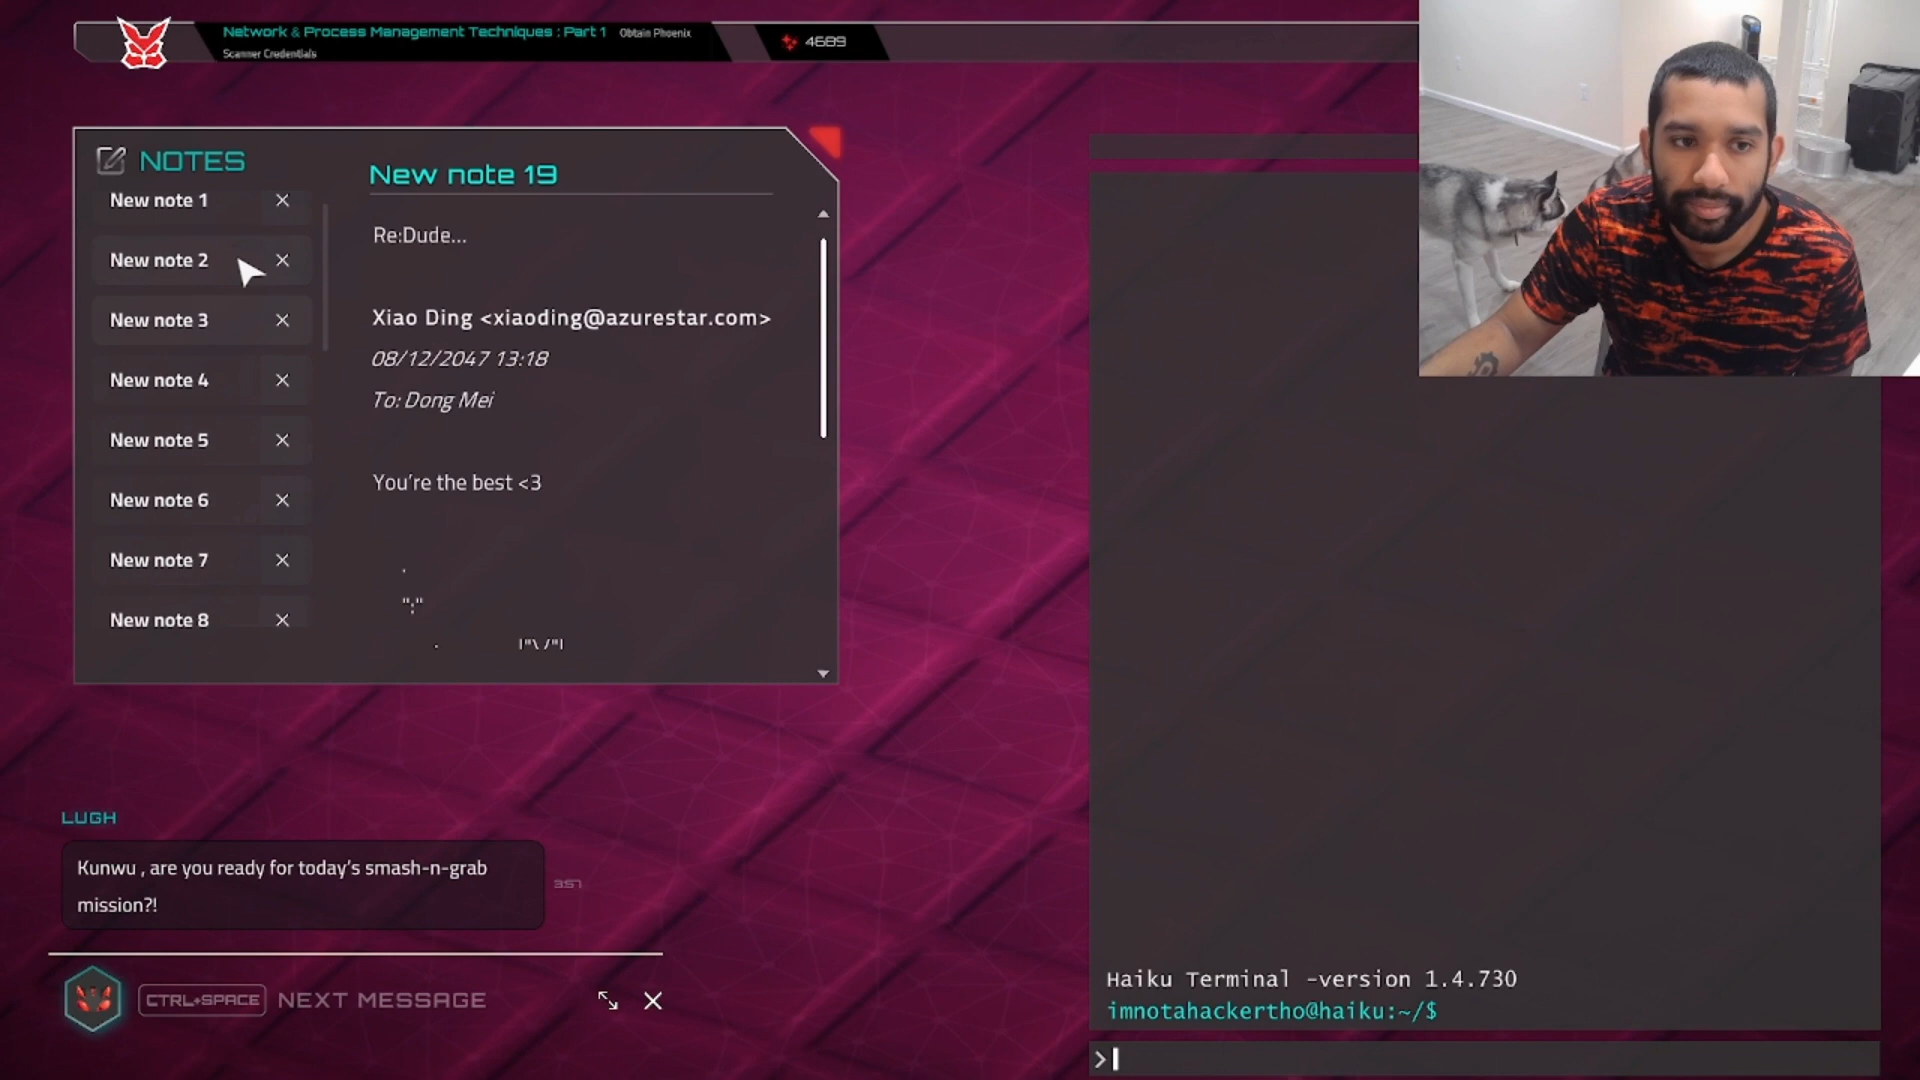 Network & Process Management Techniques : Part 1 Obtain Phoenix
Scanner Credentials
4689
NOTES
New note 1
New note 2
New note 3
New note 4
New note 5
New note 6
New note 7
New note 8
New note 19
Re:Dude...
Xiao Ding <xiaoding@azurestar.com>
08/12/2047 13:18
To: Dong Mei
You're the best <3
.
":"
. |"\/"|
LUGH
Kunwu , are you ready for today's smash-n-grab
mission?!
3:57
CTRL+SPACE NEXT MESSAGE
Haiku Terminal -version 1.4.730
imnotahackertho@haiku:~/$
>